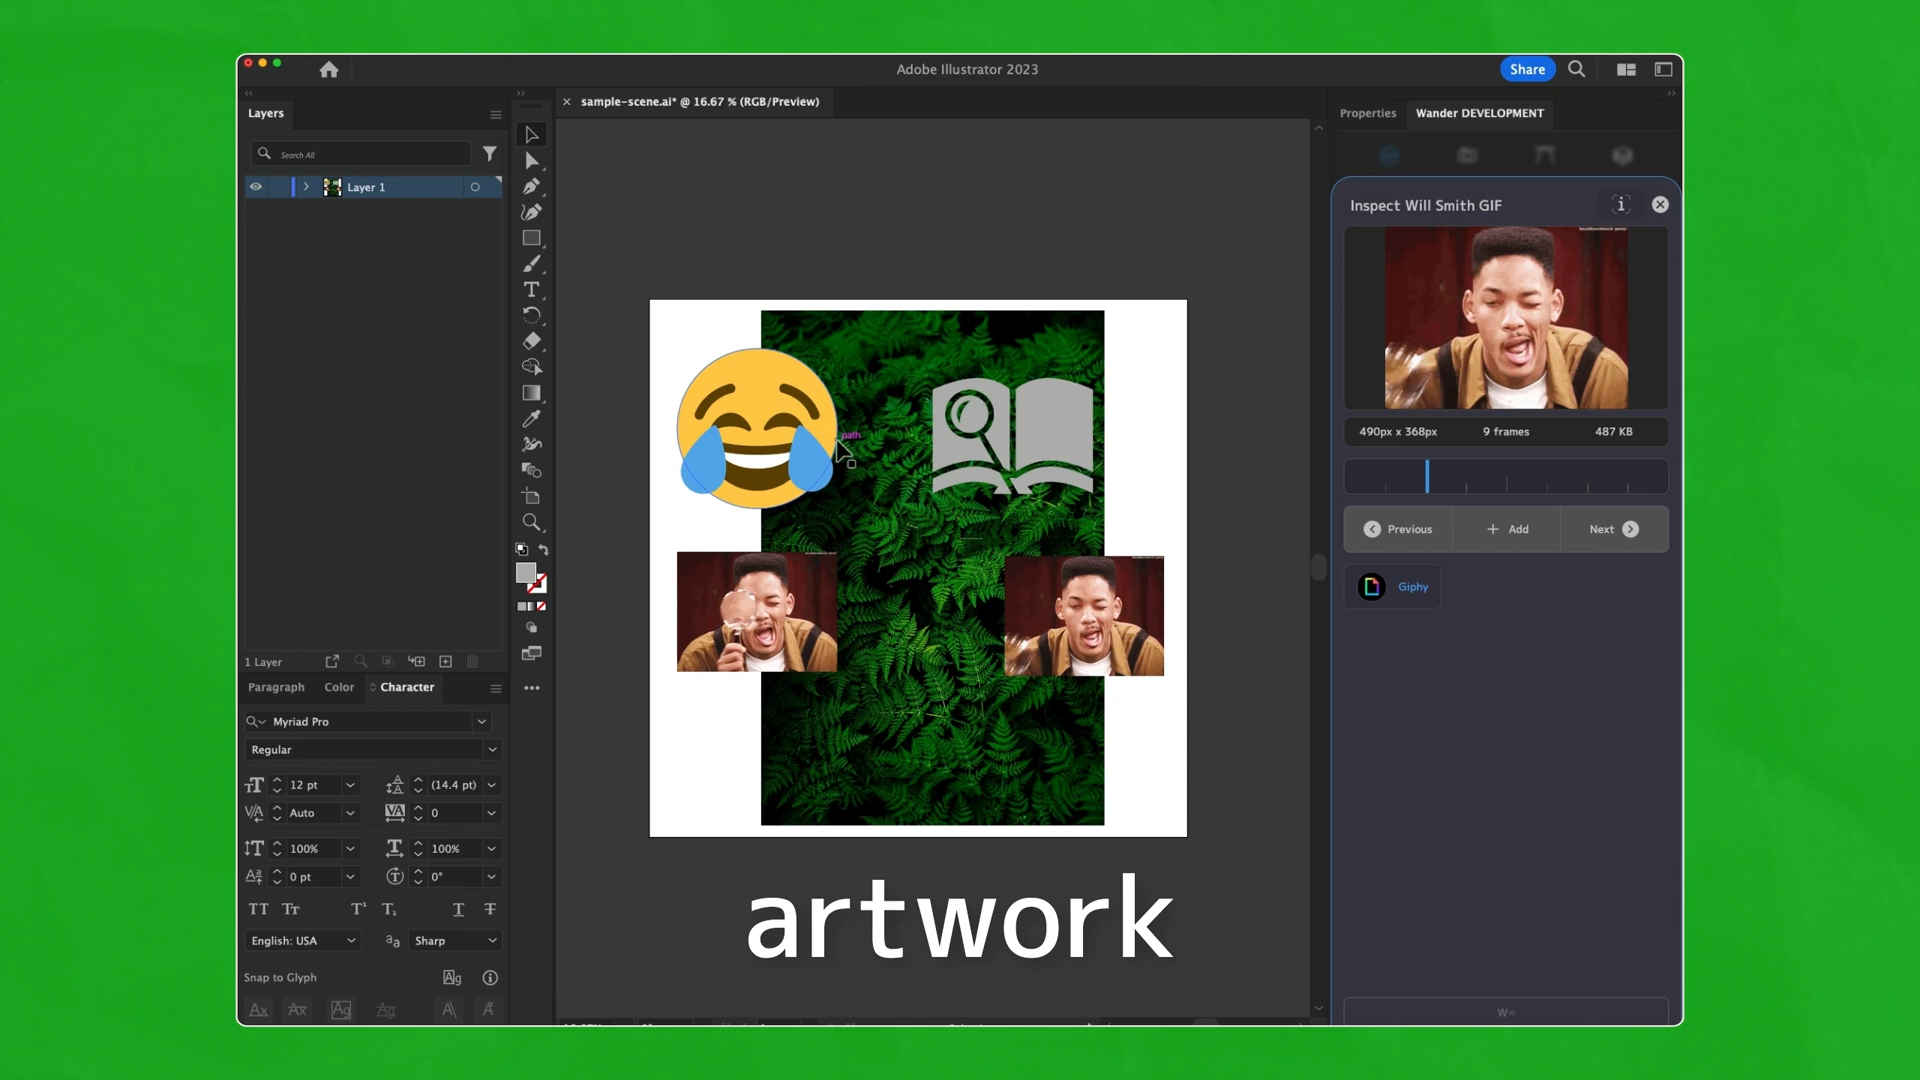 Adobe Illustrator 2023
Share
Layers
sample-scene.ai* @ 16.67 % (RGB/Preview)
Properties
Wander DEVELOPMENT
Search All
Layer 1
Inspect Will Smith GIF
path
490px x 368px
9 frames
487 KB
Previous
Add
Next
Giphy
1 Layer
Paragraph
Color
Character
Myriad Pro
Regular
12 pt
(14.4 pt)
Auto
0
100%
100%
0 pt
0°
English: USA
Sharp
Snap to Glyph
artwork